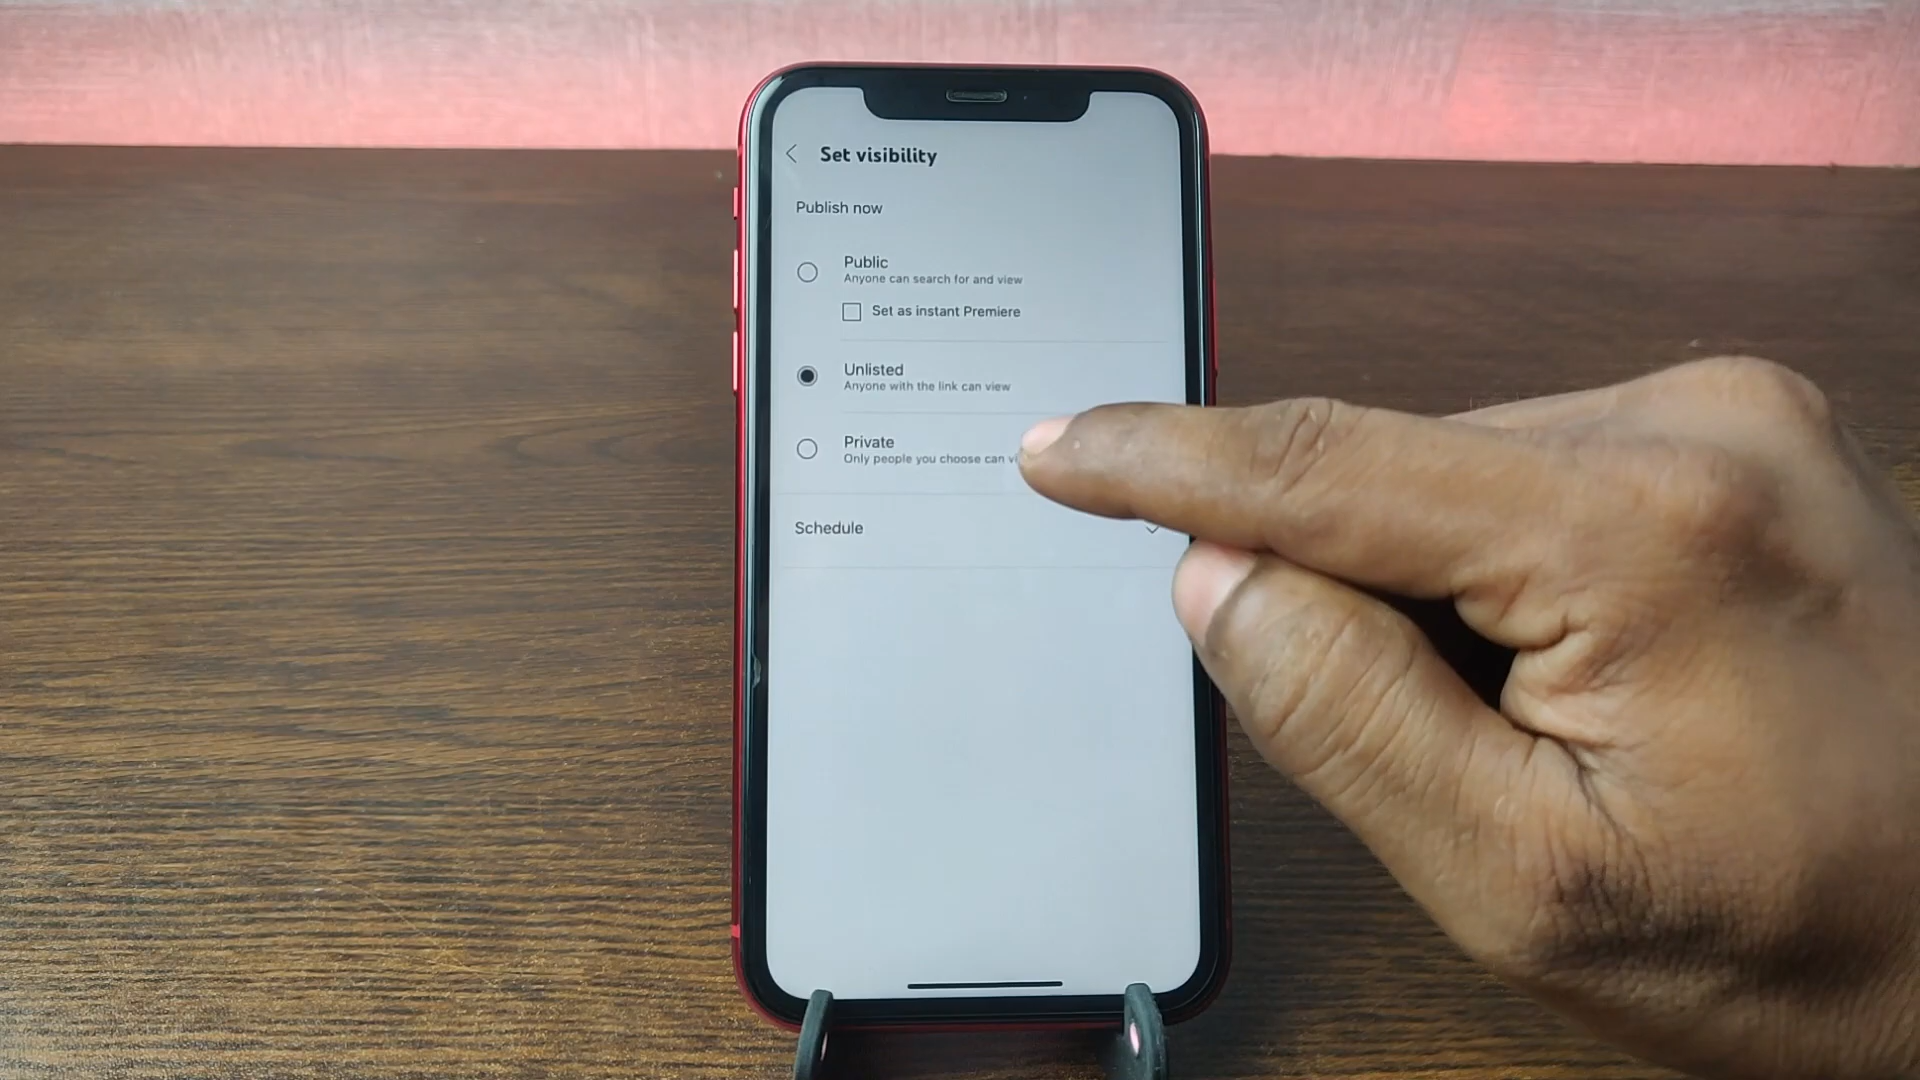 Set visibility
Publish now
Public
Anyone can search for and view
Set as instant Premiere
Unlisted
Anyone with the link can view
Private
Only people you choose can
Schedule